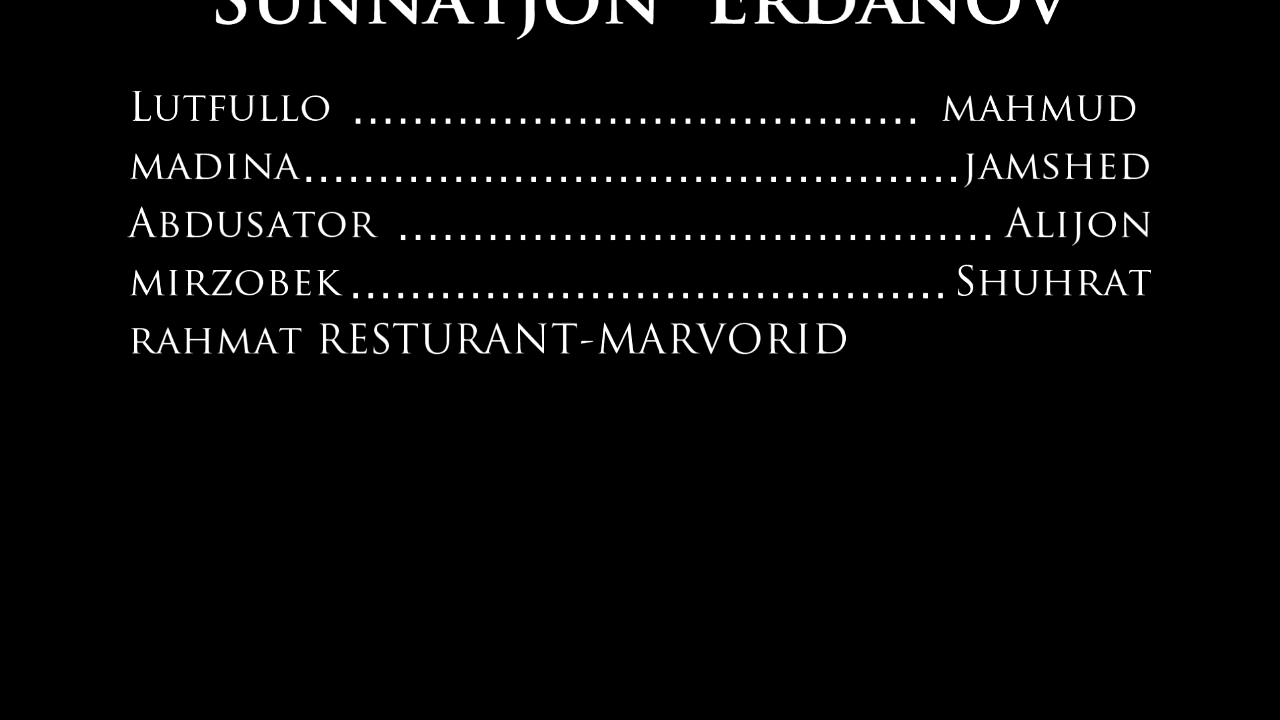 SUNNATJON ERDANOV
LUTFULLO ...................................... MAHMUD
MADINA............................................JAMSHED
ABDUSATOR ........................................ ALIJON
MIRZOBEK........................................ SHUHRAT
RAHMAT RESTURANT-MARVORID